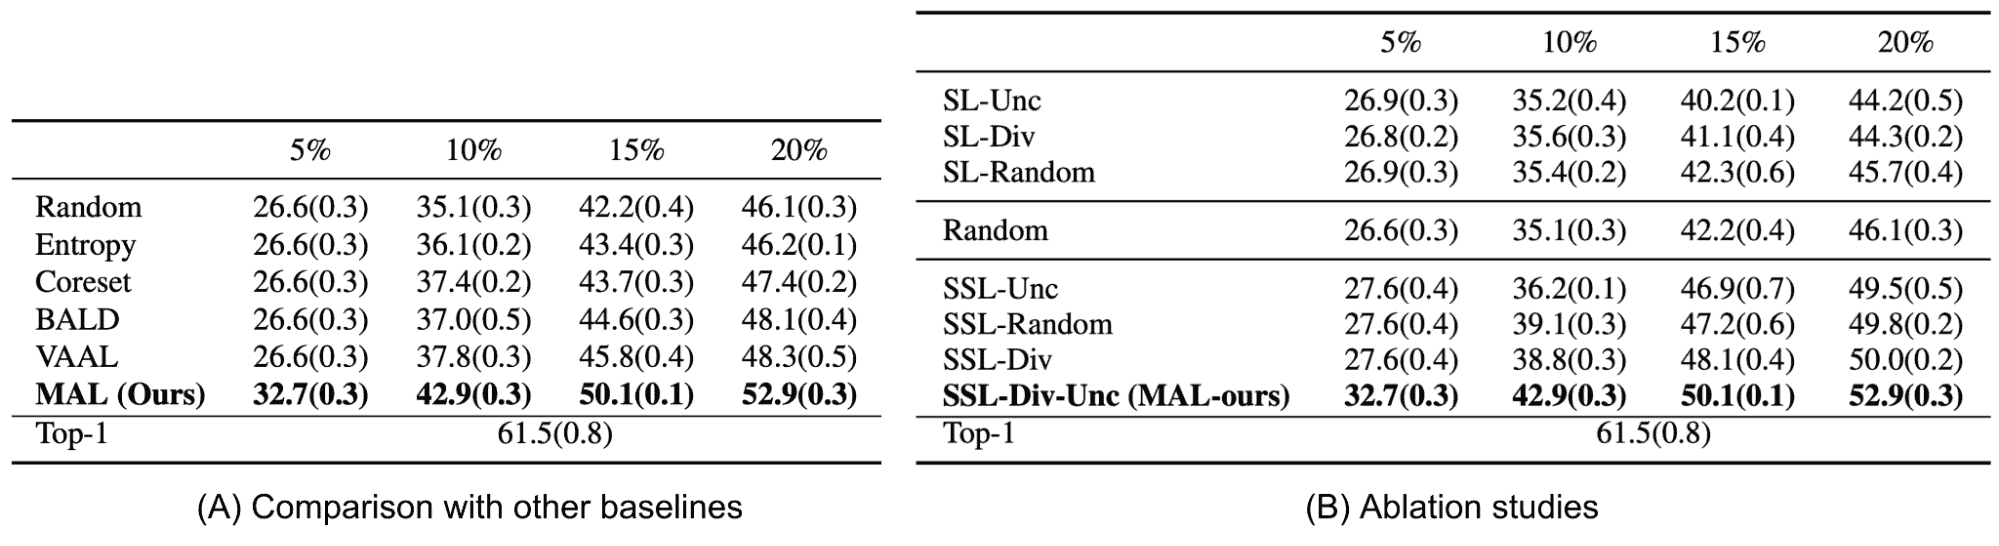 5% 10% 15% 20%
Random 26.6(0.3) 35.1(0.3) 42.2(0.4) 46.1(0.3)
Entropy 26.6(0.3) 36.1(0.2) 43.4(0.3) 46.2(0.1)
Coreset 26.6(0.3) 37.4(0.2) 43.7(0.3) 47.4(0.2)
BALD 26.6(0.3) 37.0(0.5) 44.6(0.3) 48.1(0.4)
VAAL 26.6(0.3) 37.8(0.3) 45.8(0.4) 48.3(0.5)
MAL (Ours) 32.7(0.3) 42.9(0.3) 50.1(0.1) 52.9(0.3)
Top-1 61.5(0.8)
(A) Comparison with other baselines
5% 10% 15% 20%
SL-Unc 26.9(0.3) 35.2(0.4) 40.2(0.1) 44.2(0.5)
SL-Div 26.8(0.2) 35.6(0.3) 41.1(0.4) 44.3(0.2)
SL-Random 26.9(0.3) 35.4(0.2) 42.3(0.6) 45.7(0.4)
Random 26.6(0.3) 35.1(0.3) 42.2(0.4) 46.1(0.3)
SSL-Unc 27.6(0.4) 36.2(0.1) 46.9(0.7) 49.5(0.5)
SSL-Random 27.6(0.4) 39.1(0.3) 47.2(0.6) 49.8(0.2)
SSL-Div 27.6(0.4) 38.8(0.3) 48.1(0.4) 50.0(0.2)
SSL-Div-Unc (MAL-ours) 32.7(0.3) 42.9(0.3) 50.1(0.1) 52.9(0.3)
Top-1 61.5(0.8)
(B) Ablation studies